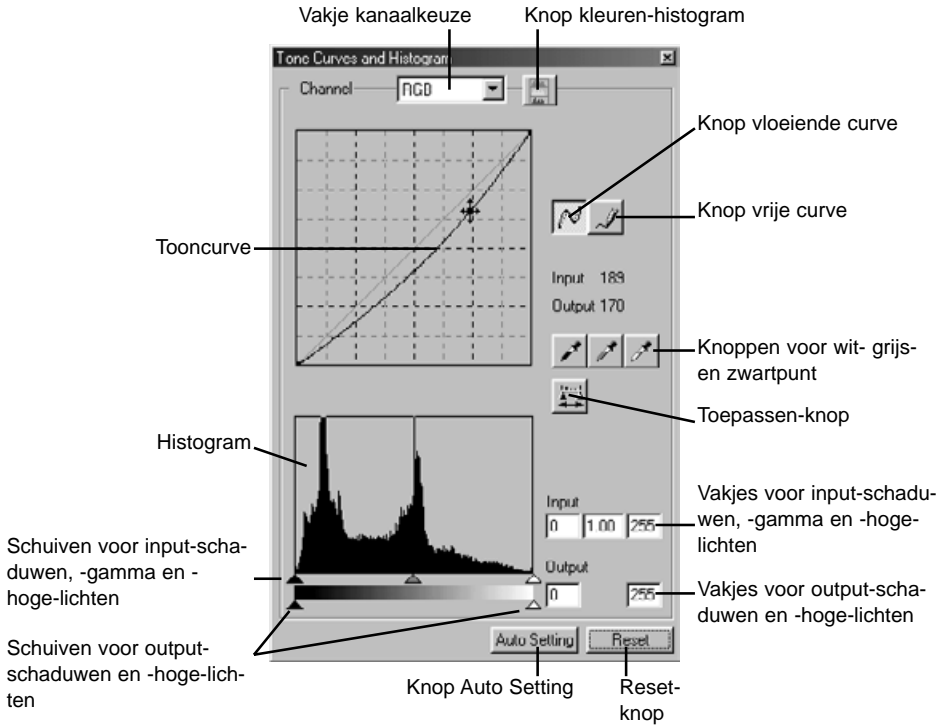 Vakje kanaalkeuze
Knop kleuren-histogram
Tone Curves and Histogram
Channel
RGB
Knop vloeiende curve
Knop vrije curve
Tooncurve
Input 189
Output 170
Knoppen voor wit- grijs-
en zwartpunt
Toepassen-knop
Histogram
Input
0
1.00
255
Vakjes voor input-schadu-
wen, -gamma en -hoge-
lichten
Schuiven voor input-scha-
duwen, -gamma en -
hoge-lichten
Output
0
255
Vakjes voor output-scha-
duwen en -hoge-lichten
Schuiven voor output-
schaduwen en -hoge-lich-
ten
Auto Setting
Reset
Knop Auto Setting
Reset-
knop